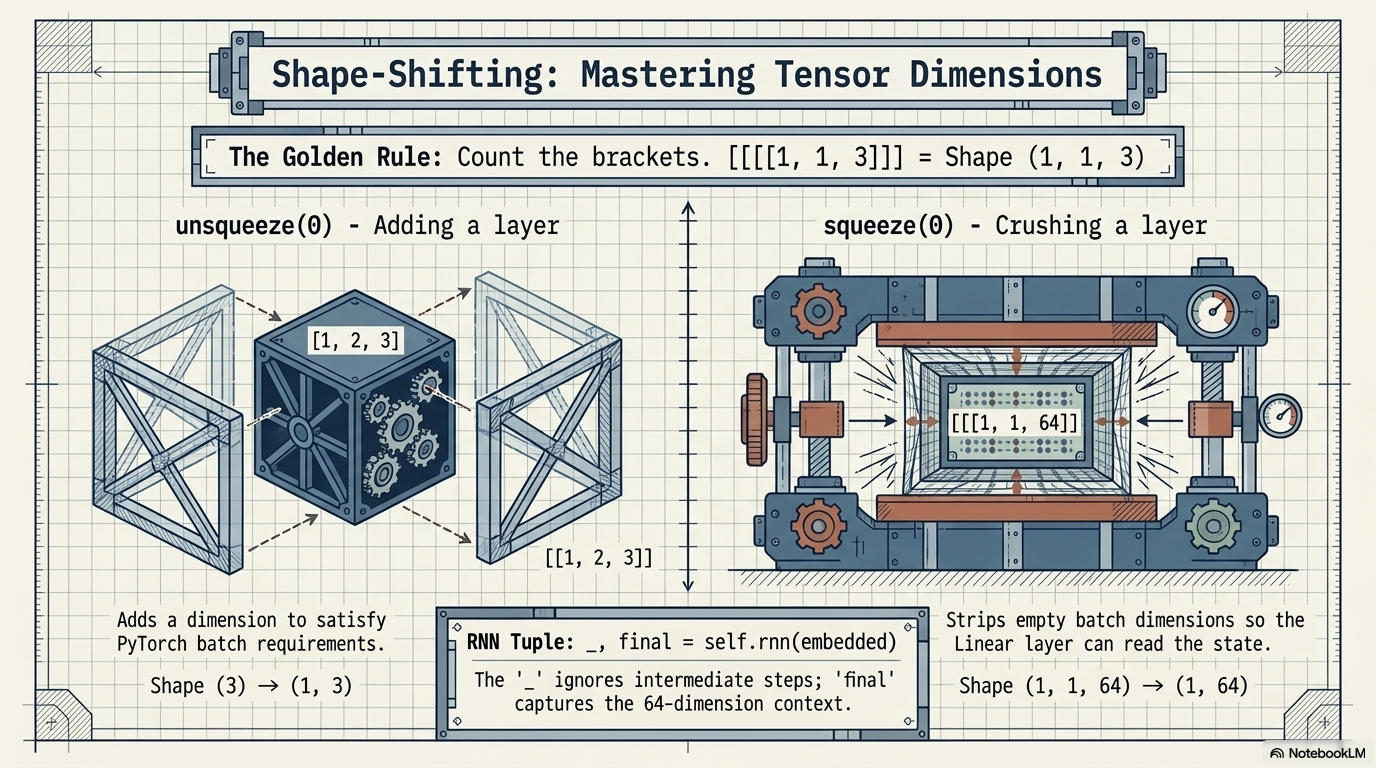 Shape-Shifting: Mastering Tensor Dimensions
The Golden Rule: Count the brackets. [[[[1, 1, 3]]] = Shape (1, 1, 3)
unsqueeze(0) - Adding a layer
[1, 2, 3]
[[1, 2, 3]]
Adds a dimension to satisfy
PyTorch batch requirements.
Shape (3) → (1, 3)
squeeze(0) - Crushing a layer
[[[1, 1, 64]]
Strips empty batch dimensions so the
Linear layer can read the state.
Shape (1, 1, 64) → (1, 64)
RNN Tuple: _, final = self.rnn(embedded)
The '_' ignores intermediate steps; 'final'
captures the 64-dimension context.
NotebookLM